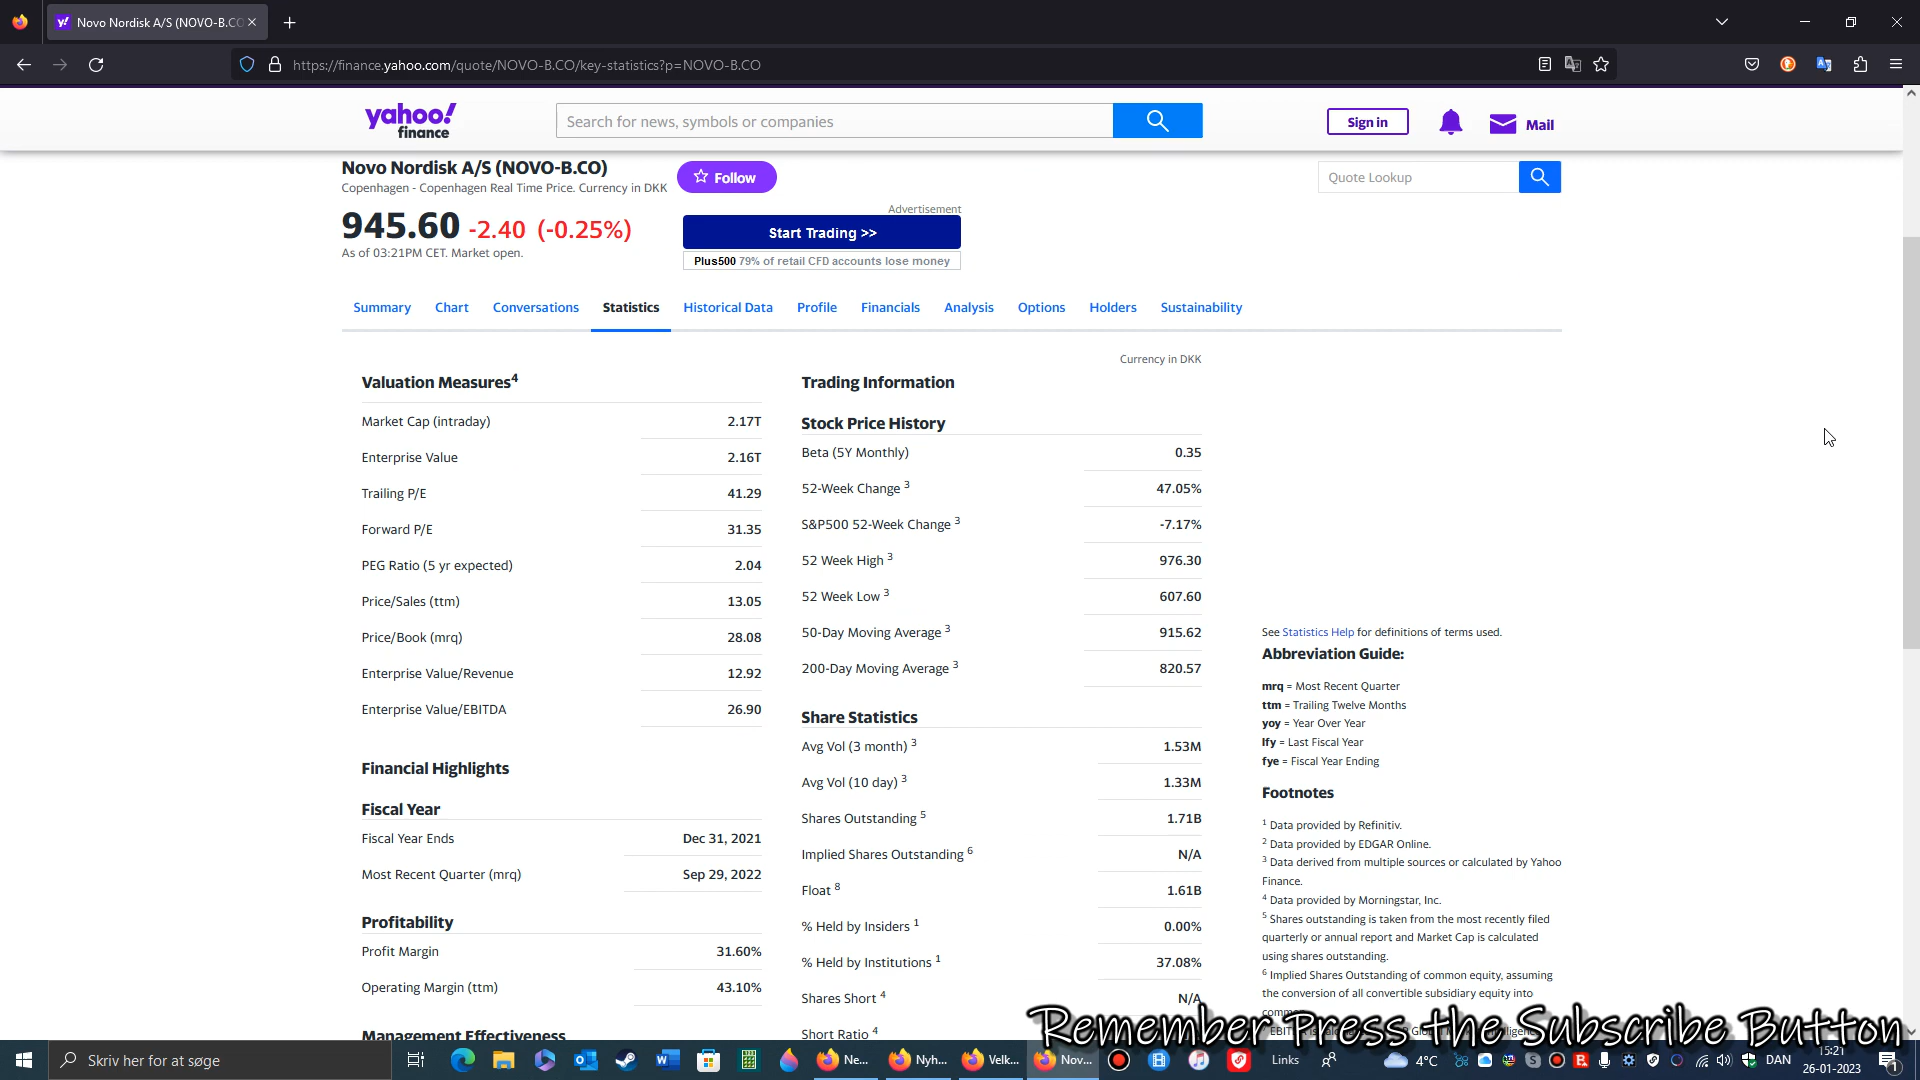 Novo Nordisk A/S (NOVO-B.CO
https://finance.yahoo.com/quote/NOVO-B.CO/key-statistics?p=NOVO-B.CO
yahoo!
finance
Search for news, symbols or companies
Sign in
Mail
Novo Nordisk A/S (NOVO-B.CO)
Copenhagen - Copenhagen Real Time Price. Currency in DKK
Follow
Quote Lookup
945.60 -2.40 (-0.25%)
As of 03:21PM CET. Market open.
Advertisement
Start Trading >>
Plus500 79% of retail CFD accounts lose money
Summary Chart Conversations Statistics Historical Data Profile Financials Analysis Options Holders Sustainability
Currency in DKK
Valuation Measures4
Market Cap (intraday) 2.17T
Enterprise Value 2.16T
Trailing P/E 41.29
Forward P/E 31.35
PEG Ratio (5 yr expected) 2.04
Price/Sales (ttm) 13.05
Price/Book (mrq) 28.08
Enterprise Value/Revenue 12.92
Enterprise Value/EBITDA 26.90
Financial Highlights
Fiscal Year
Fiscal Year Ends Dec 31, 2021
Most Recent Quarter (mrq) Sep 29, 2022
Profitability
Profit Margin 31.60%
Operating Margin (ttm) 43.10%
Management Effectiveness
Trading Information
Stock Price History
Beta (5Y Monthly) 0.35
52-Week Change 3 47.05%
S&P500 52-Week Change 3 -7.17%
52 Week High 3 976.30
52 Week Low 3 607.60
50-Day Moving Average 3 915.62
200-Day Moving Average 3 820.57
Share Statistics
Avg Vol (3 month) 3 1.53M
Avg Vol (10 day) 3 1.33M
Shares Outstanding 5 1.71B
Implied Shares Outstanding 6 N/A
Float 8 1.61B
% Held by Insiders 1 0.00%
% Held by Institutions 1 37.08%
Shares Short 4 N/A
Short Ratio 4
See Statistics Help for definitions of terms used.
Abbreviation Guide:
mrq = Most Recent Quarter
ttm = Trailing Twelve Months
yoy = Year Over Year
lfy = Last Fiscal Year
fye = Fiscal Year Ending
Footnotes
1 Data provided by Refinitiv.
2 Data provided by EDGAR Online.
3 Data derived from multiple sources or calculated by Yahoo
Finance.
4 Data provided by Morningstar, Inc.
5 Shares outstanding is taken from the most recently filed
quarterly or annual report and Market Cap is calculated
using shares outstanding.
6 Implied Shares Outstanding of common equity, assuming
the conversion of all convertible subsidiary equity into
Remember Press the Subscribe Button
Skriv her for at søge
Ne...
Nyh...
Velk...
Nov...
Links
4°C
DAN
15:21
26-01-2023
1